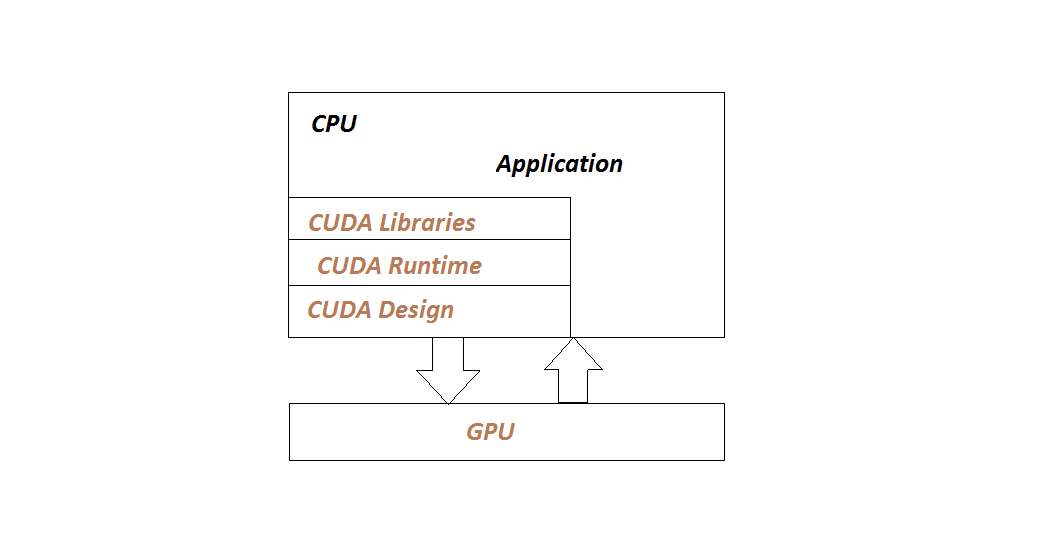 CPU
Application
CUDA Libraries
CUDA Runtime
CUDA Design
GPU